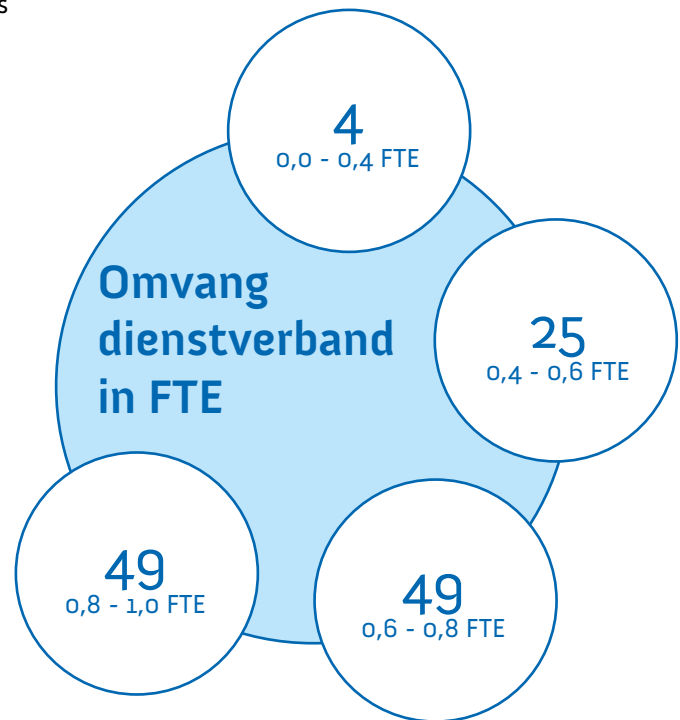 s
4
0,0 - 0,4 FTE
Omvang
dienstverband
in FTE
25
0,4 - 0,6 FTE
49
0,8 - 1,0 FTE
49
0,6 - 0,8 FTE